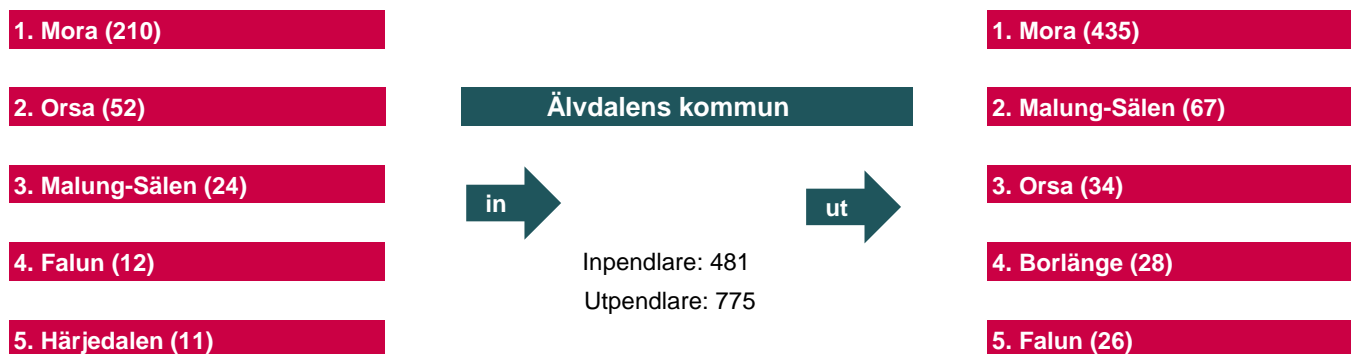 1. Mora (210)
2. Orsa (52)
3. Malung-Sälen (24)
4. Falun (12)
5. Härjedalen (11)
Älvdalens kommun
in
ut
Inpendlare: 481
Utpendlare: 775
1. Mora (435)
2. Malung-Sälen (67)
3. Orsa (34)
4. Borlänge (28)
5. Falun (26)